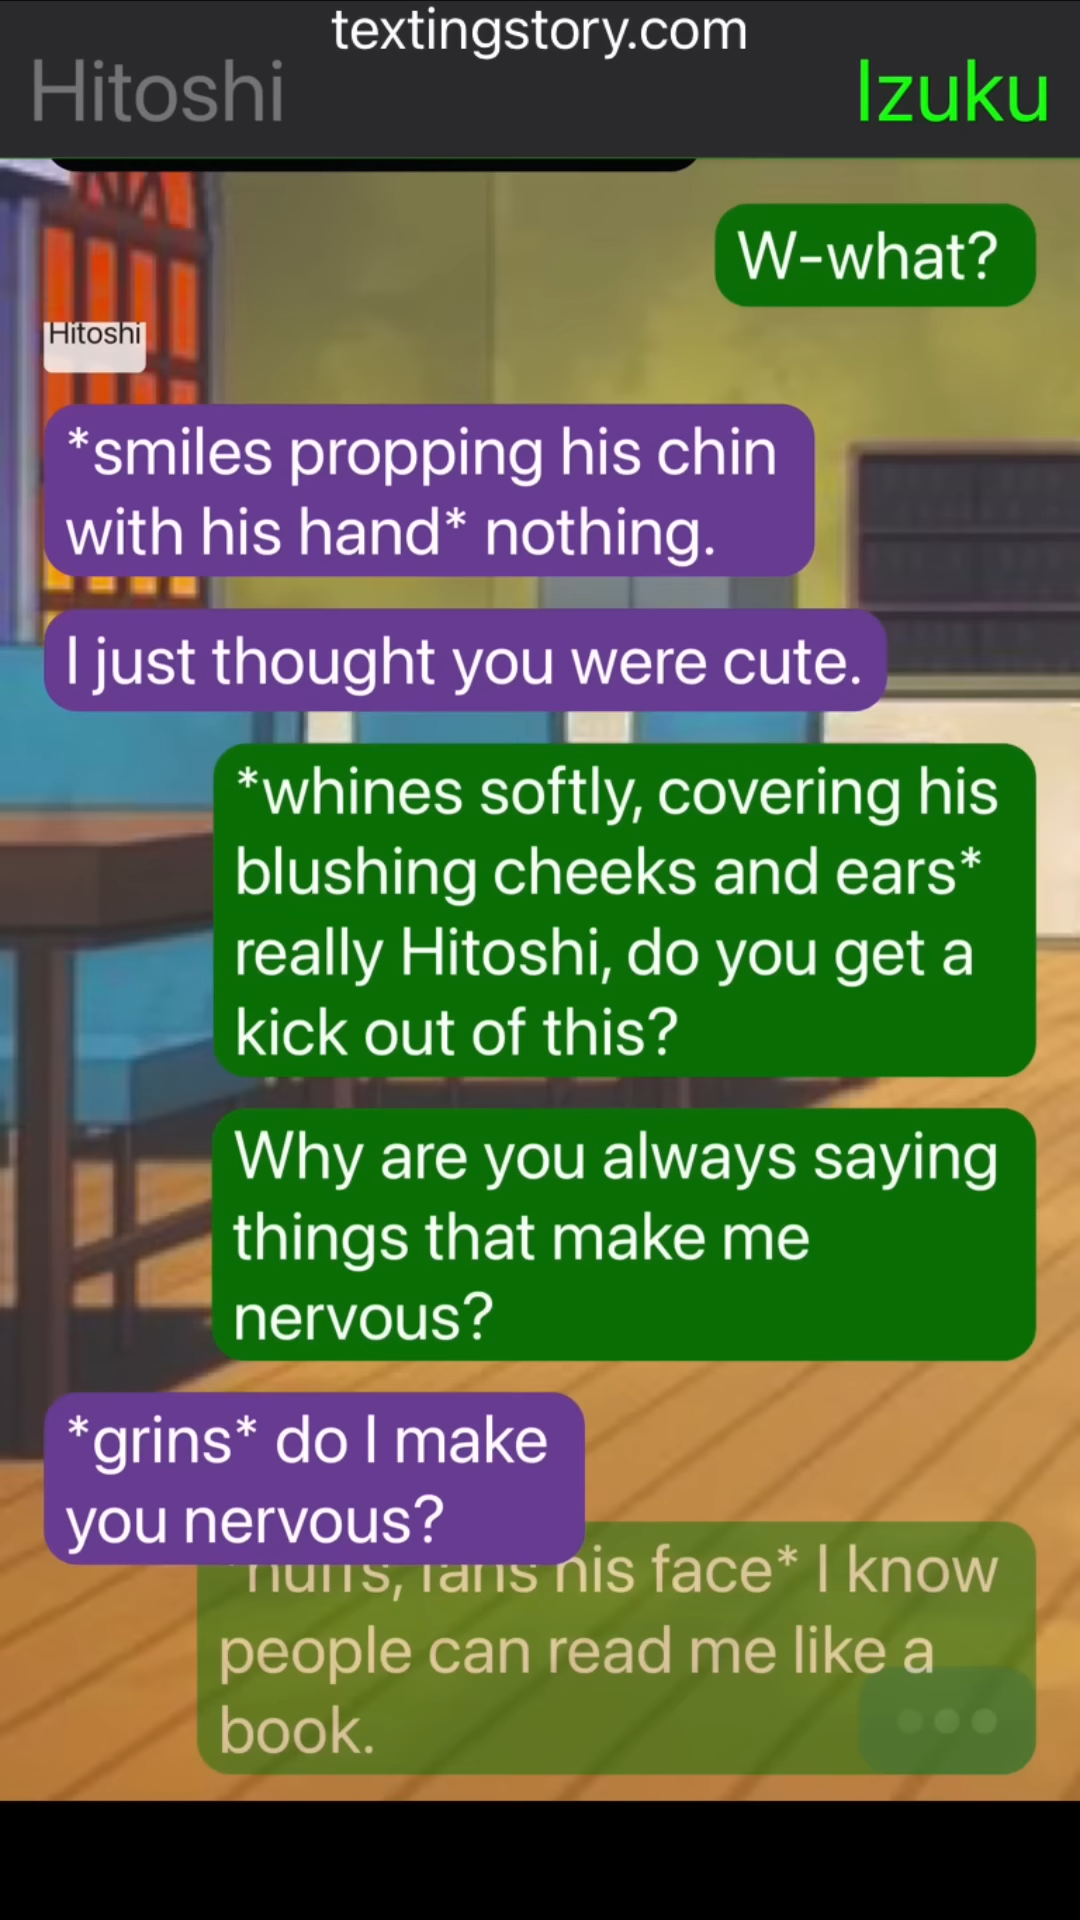 textingstory.com
Hitoshi
Izuku
W-what?
Hitoshi
*smiles propping his chin
with his hand* nothing.
I just thought you were cute.
*whines softly, covering his
blushing cheeks and ears*
really Hitoshi, do you get a
kick out of this?
Why are you always saying
things that make me
nervous?
*grins* do I make
you nervous?
*huffs, fans his face* I know
people can read me like a
book.